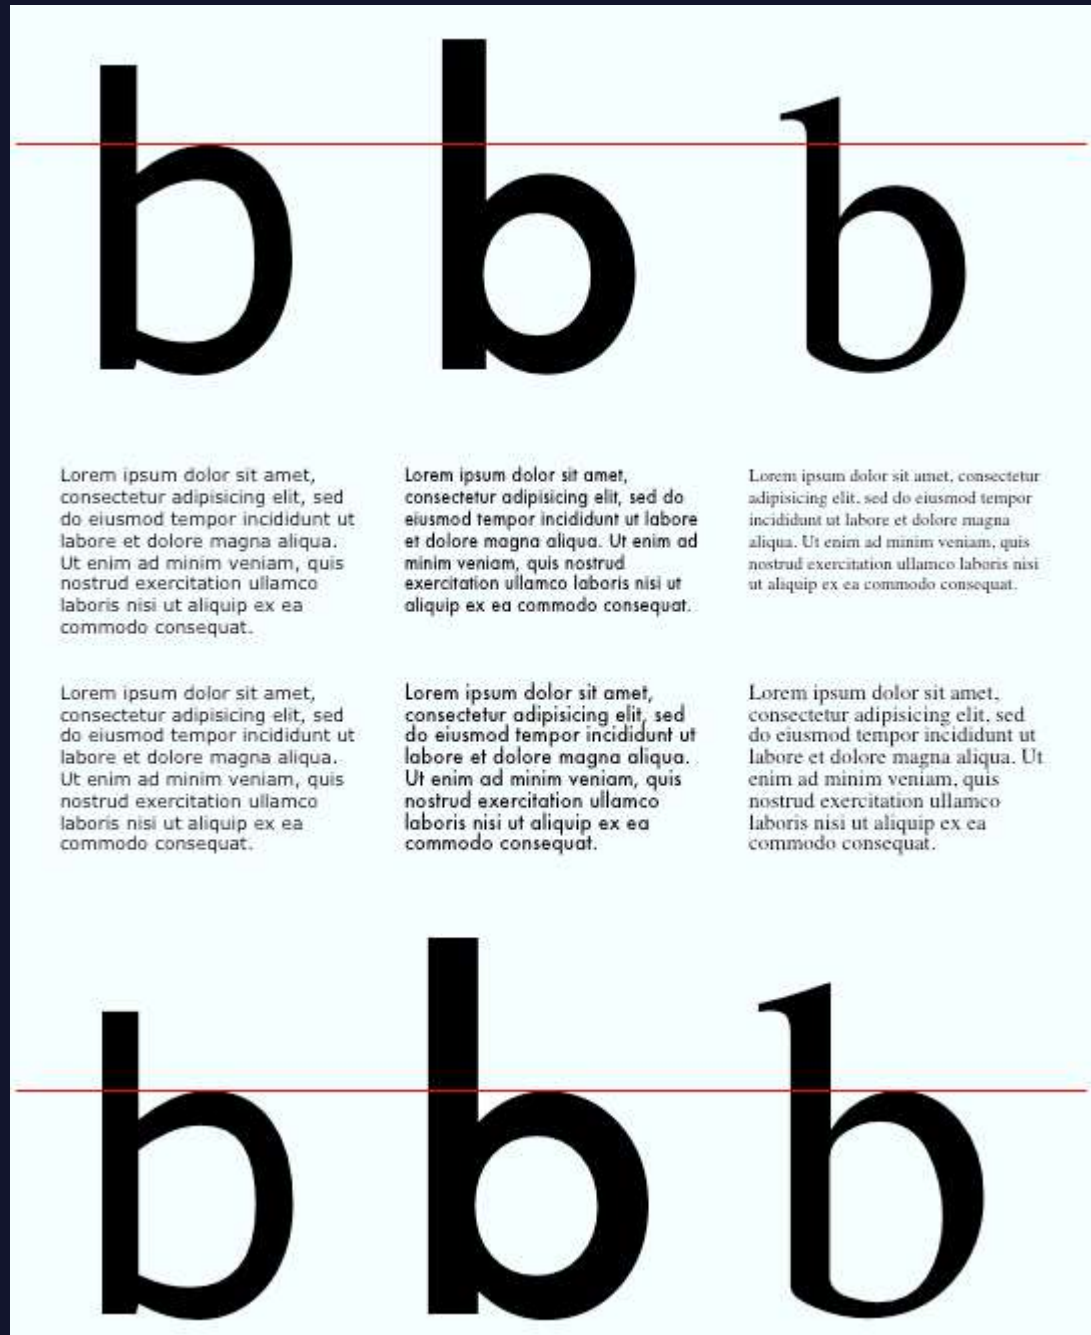 b b b
Lorem ipsum dolor sit amet,
consectetur adipisicing elit, sed
do eiusmod tempor incididunt ut
labore et dolore magna aliqua.
Ut enim ad minim veniam, quis
nostrud exercitation ullamco
laboris nisi ut aliquip ex ea
commodo consequat.
Lorem ipsum dolor sit amet,
consectetur adipisicing elit, sed do
eiusmod tempor incididunt ut labore
et dolore magna aliqua. Ut enim ad
minim veniam, quis nostrud
exercitation ullamco laboris nisi ut
aliquip ex ea commodo consequat.
Lorem ipsum dolor sit amet, consectetur
adipisicing elit, sed do eiusmod tempor
incididunt ut labore et dolore magna
aliqua. Ut enim ad minim veniam, quis
nostrud exercitation ullamco laboris nisi
ut aliquip ex ea commodo consequat.
Lorem ipsum dolor sit amet,
consectetur adipisicing elit, sed
do eiusmod tempor incididunt ut
labore et dolore magna aliqua.
Ut enim ad minim veniam, quis
nostrud exercitation ullamco
laboris nisi ut aliquip ex ea
commodo consequat.
Lorem ipsum dolor sit amet,
consectetur adipisicing elit, sed
do eiusmod tempor incididunt ut
labore et dolore magna aliqua.
Ut enim ad minim veniam, quis
nostrud exercitation ullamco
laboris nisi ut aliquip ex ea
commodo consequat.
Lorem ipsum dolor sit amet,
consectetur adipisicing elit, sed
do eiusmod tempor incididunt ut
labore et dolore magna aliqua. Ut
enim ad minim veniam, quis
nostrud exercitation ullamco
laboris nisi ut aliquip ex ea
commodo consequat.
b b b